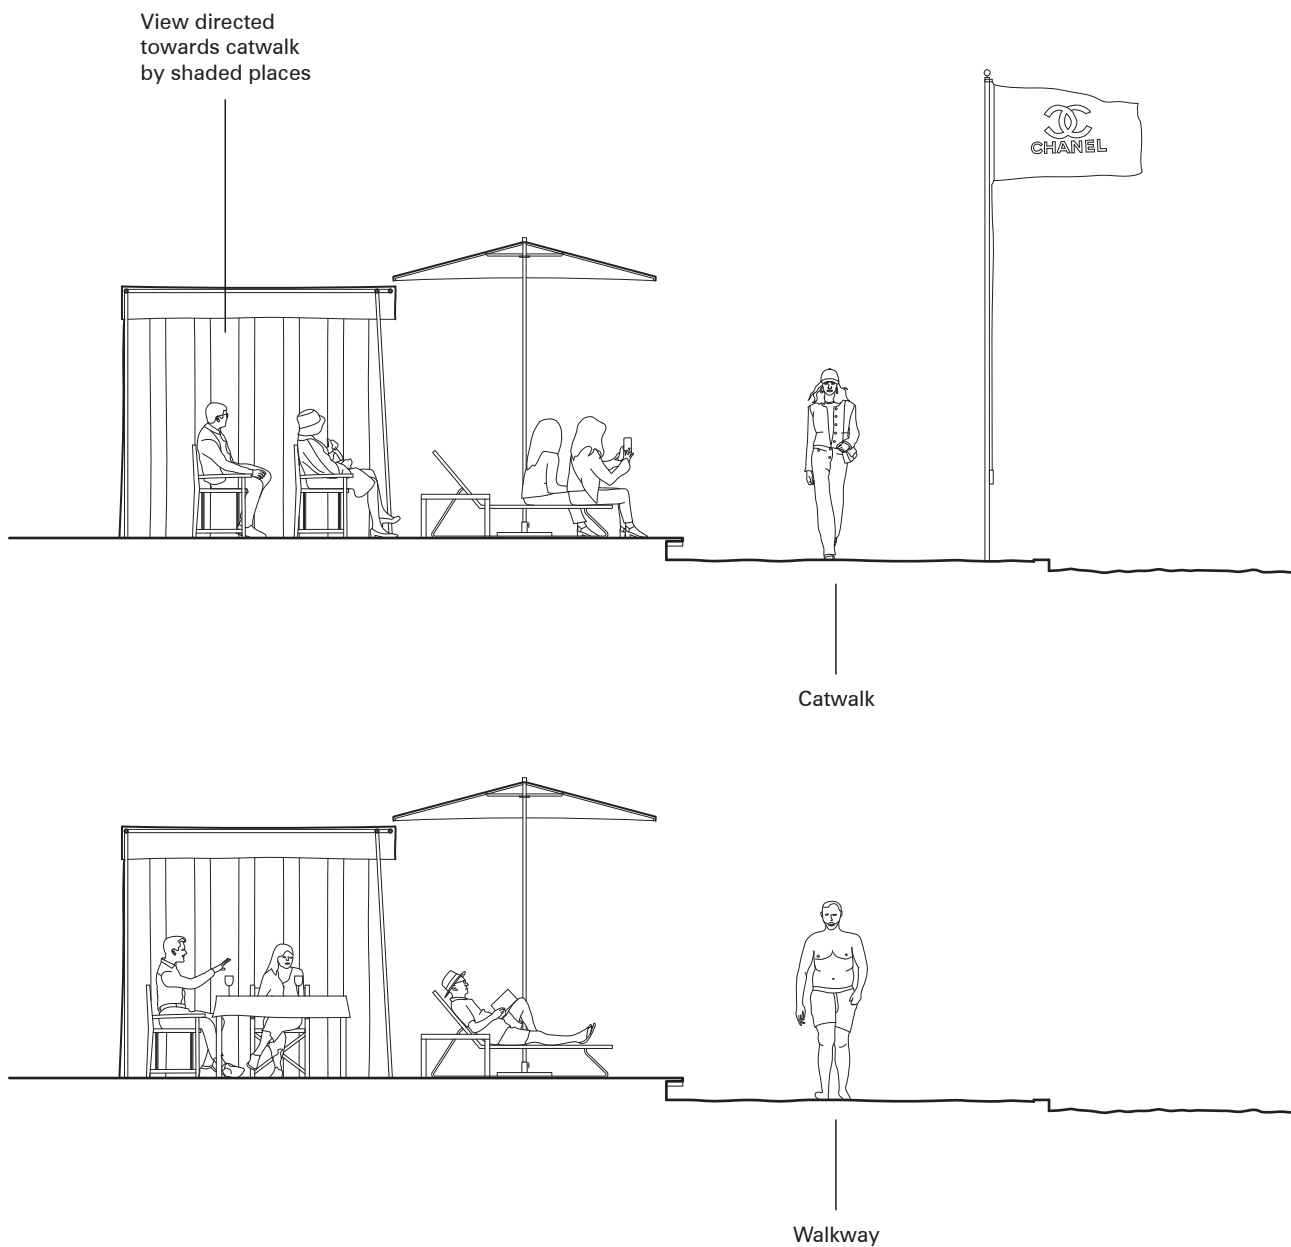 View directed
towards catwalk
by shaded places
CHANEL
Catwalk
Walkway